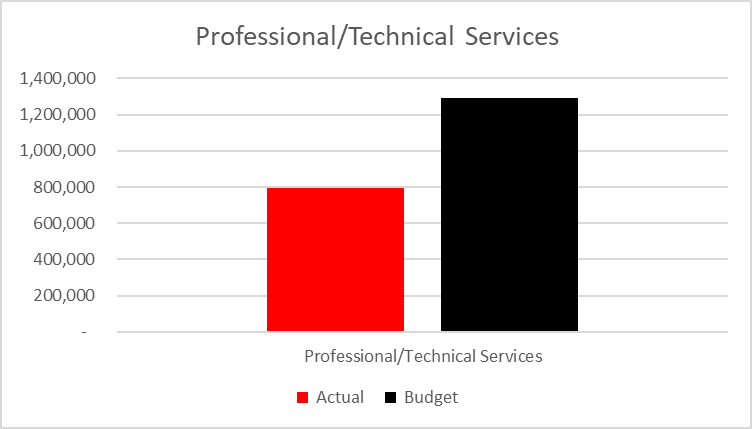 Professional/Technical Services
1,400,000
1,200,000
1,000,000
800,000
600,000
400,000
200,000
-
Professional/Technical Services
Actual Budget